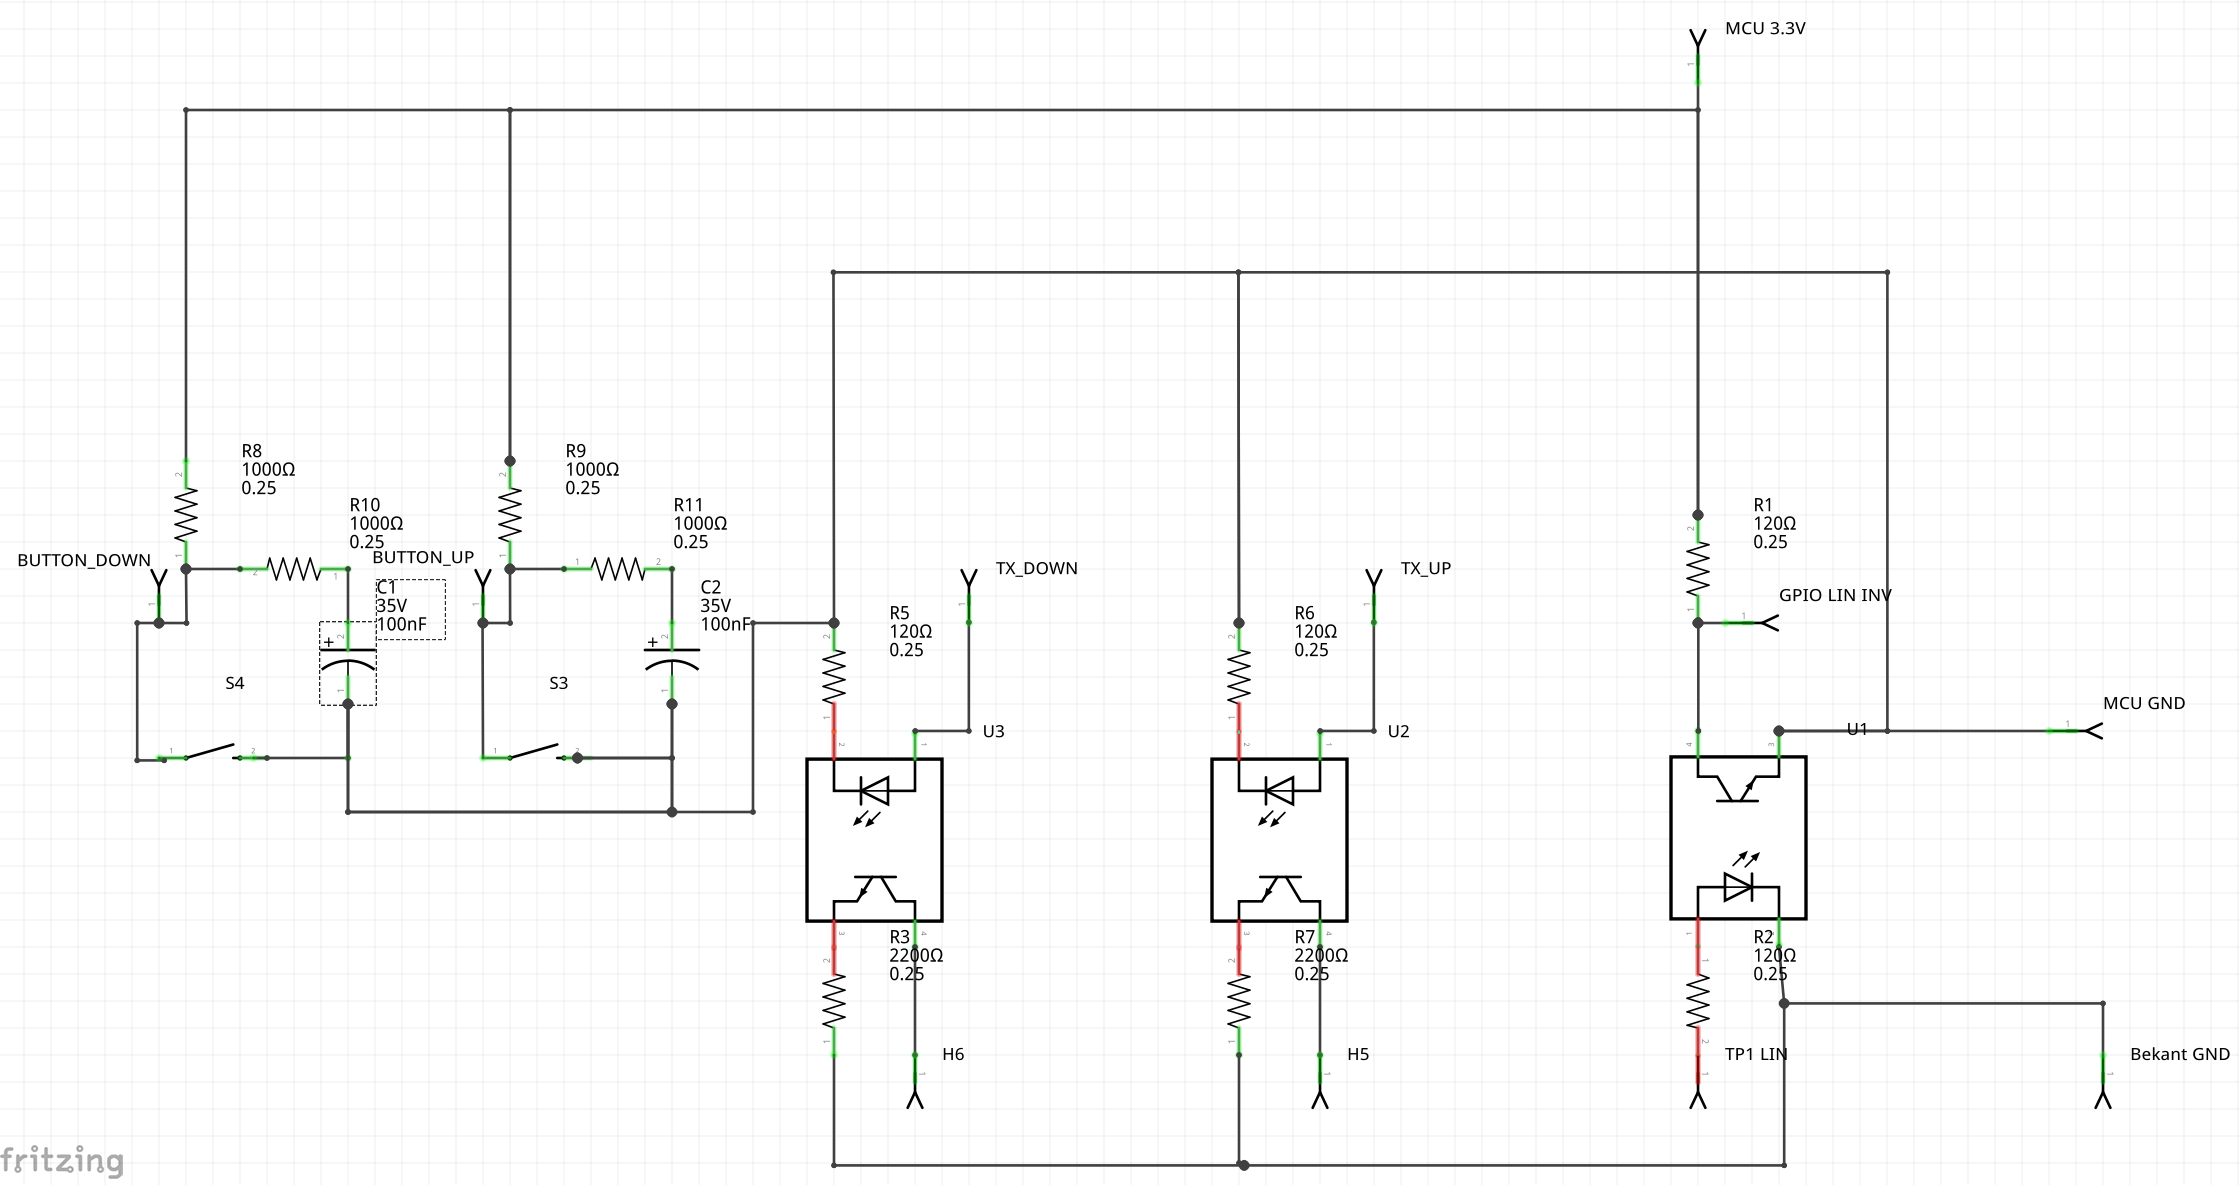 MCU 3.3V
R8
1000Ω
0.25
R9
1000Ω
0.25
R10
1000Ω
0.25
R11
1000Ω
0.25
R1
120Ω
0.25
BUTTON_DOWN
BUTTON_UP
TX_DOWN
TX_UP
C1
35V
100nF
C2
35V
100nF
GPIO LIN INV
R5
120Ω
0.25
R6
120Ω
0.25
S4
S3
MCU GND
U3
U2
U1
R3
2200Ω
0.25
R7
2200Ω
0.25
R2
120Ω
0.25
H6
H5
TP1 LIN
Bekant GND
fritzing